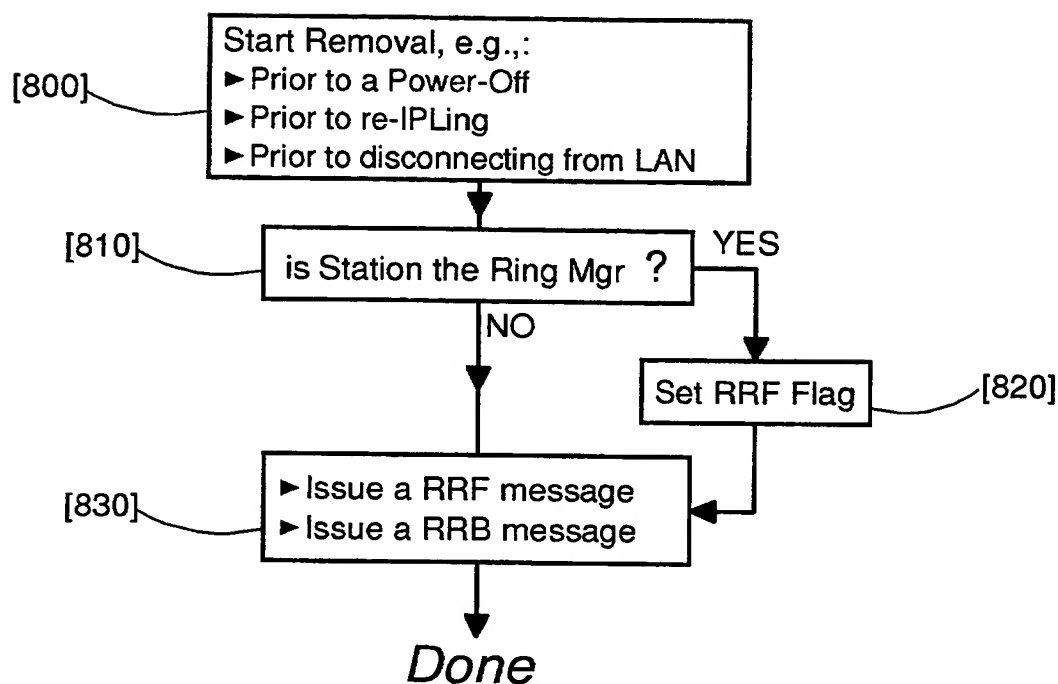 Start Removal, e.g.,:
[800]
►Prior to a Power-Off
►Prior to re-IPLing
►Prior to disconnecting from LAN
[810]
is Station the Ring Mgr ?
YES
NO
Set RRF Flag
[820]
[830]
►Issue a RRF message
►Issue a RRB message
Done